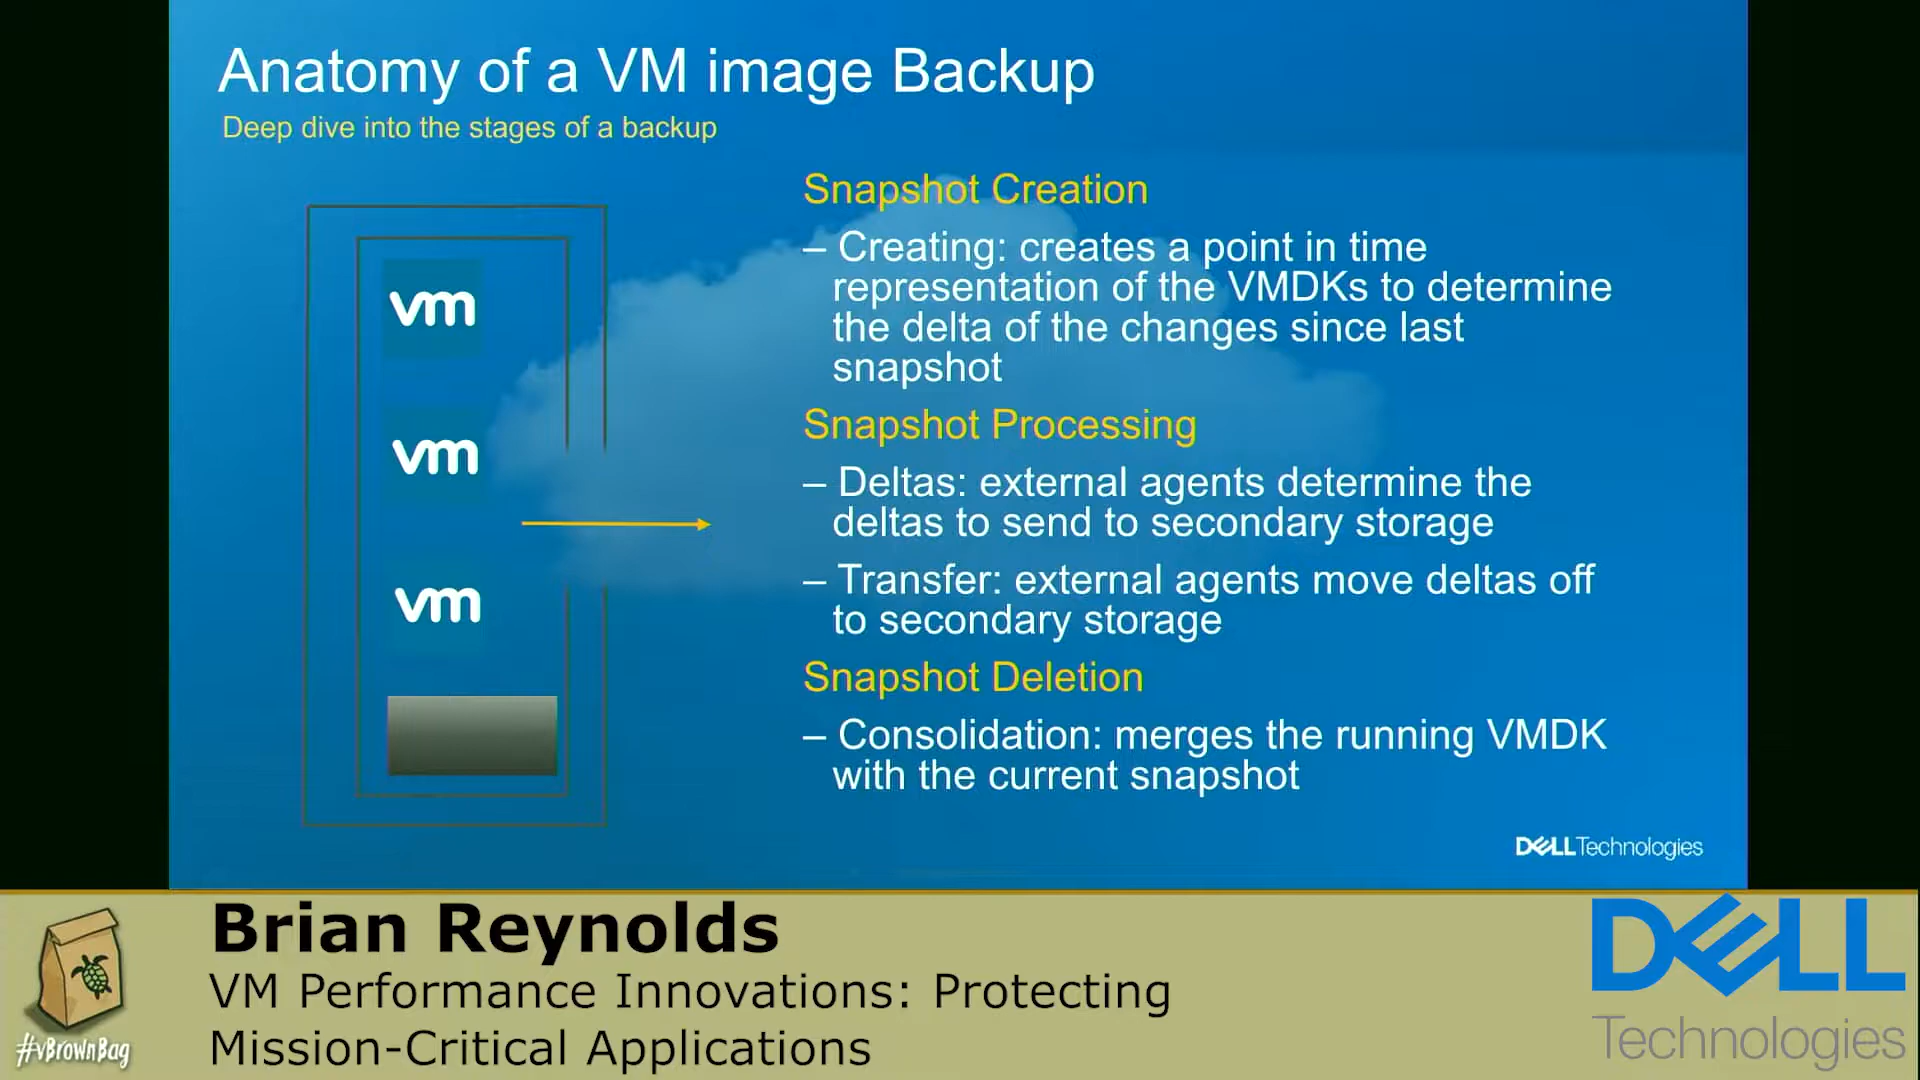 Anatomy of a VM image Backup
Deep dive into the stages of a backup
vm
vm
vm
Snapshot Creation
– Creating: creates a point in time
representation of the VMDKs to determine
the delta of the changes since last
snapshot
Snapshot Processing
– Deltas: external agents determine the
deltas to send to secondary storage
– Transfer: external agents move deltas off
to secondary storage
Snapshot Deletion
– Consolidation: merges the running VMDK
with the current snapshot
DELLTechnologies
#vBrownBag
Brian Reynolds
VM Performance Innovations: Protecting
Mission-Critical Applications
DELL
Technologies